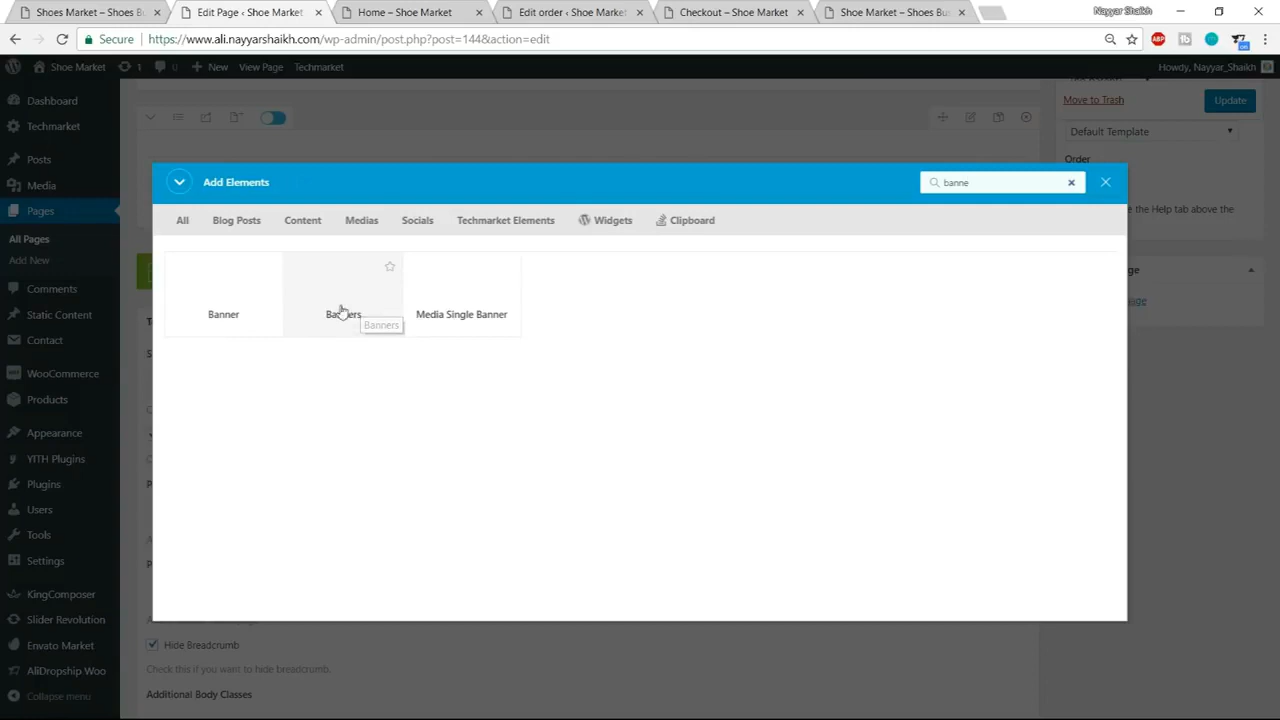 Shoes Market – Shoes Bu
Edit Page ‹ Shoe Market
Home – Shoe Market
Edit order ‹ Shoe Market
Checkout – Shoe Market
Shoe Market – Shoes Bu
Nayyar Shaikh
Secure
https://www.ali.nayyarshaikh.com/wp-admin/post.php?post=144&action=edit
ABP
Shoe Market
1
0
New
View Page
Techmarket
Howdy, Nayyar_Shaikh
Dashboard
Techmarket
Posts
Media
Pages
All Pages
Add New
Comments
Static Content
Contact
WooCommerce
Products
Appearance
YITH Plugins
Plugins
Users
Tools
Settings
KingComposer
Slider Revolution
Envato Market
AliDropship Woo
Collapse menu
Move to Trash
Update
Default Template
Order
the Help tab above the
Add Elements
banne
All
Blog Posts
Content
Medias
Socials
Techmarket Elements
Widgets
Clipboard
Banner
Banners
Media Single Banner
Hide Breadcrumb
Check this if you want to hide breadcrumb.
Additional Body Classes